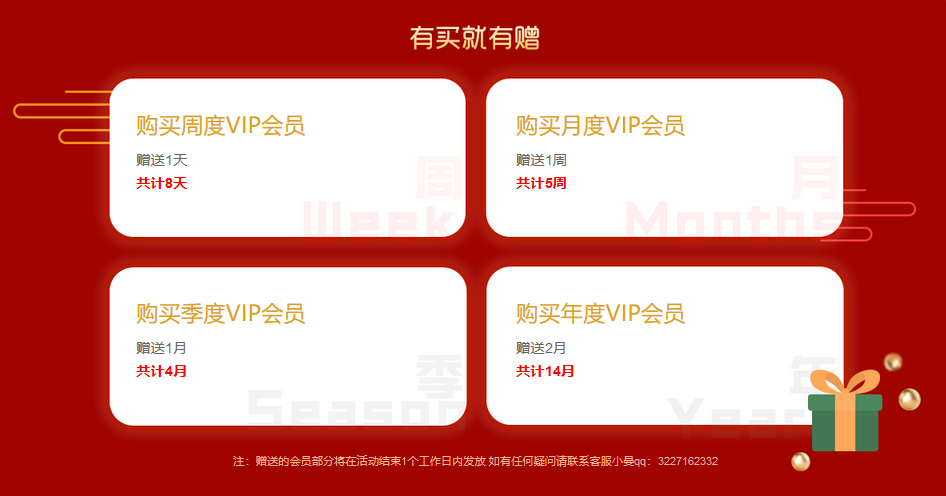 有买就有赠
购买周度VIP会员
赠送1天
共计8天
周
Week
购买月度VIP会员
赠送1周
共计5周
月
Months
购买季度VIP会员
赠送1月
共计4月
季
Season
购买年度VIP会员
赠送2月
共计14月
年
Year
注：赠送的会员部分将在活动结束1个工作日内发放 如有任何疑问请联系客服小晏qq：3227162332